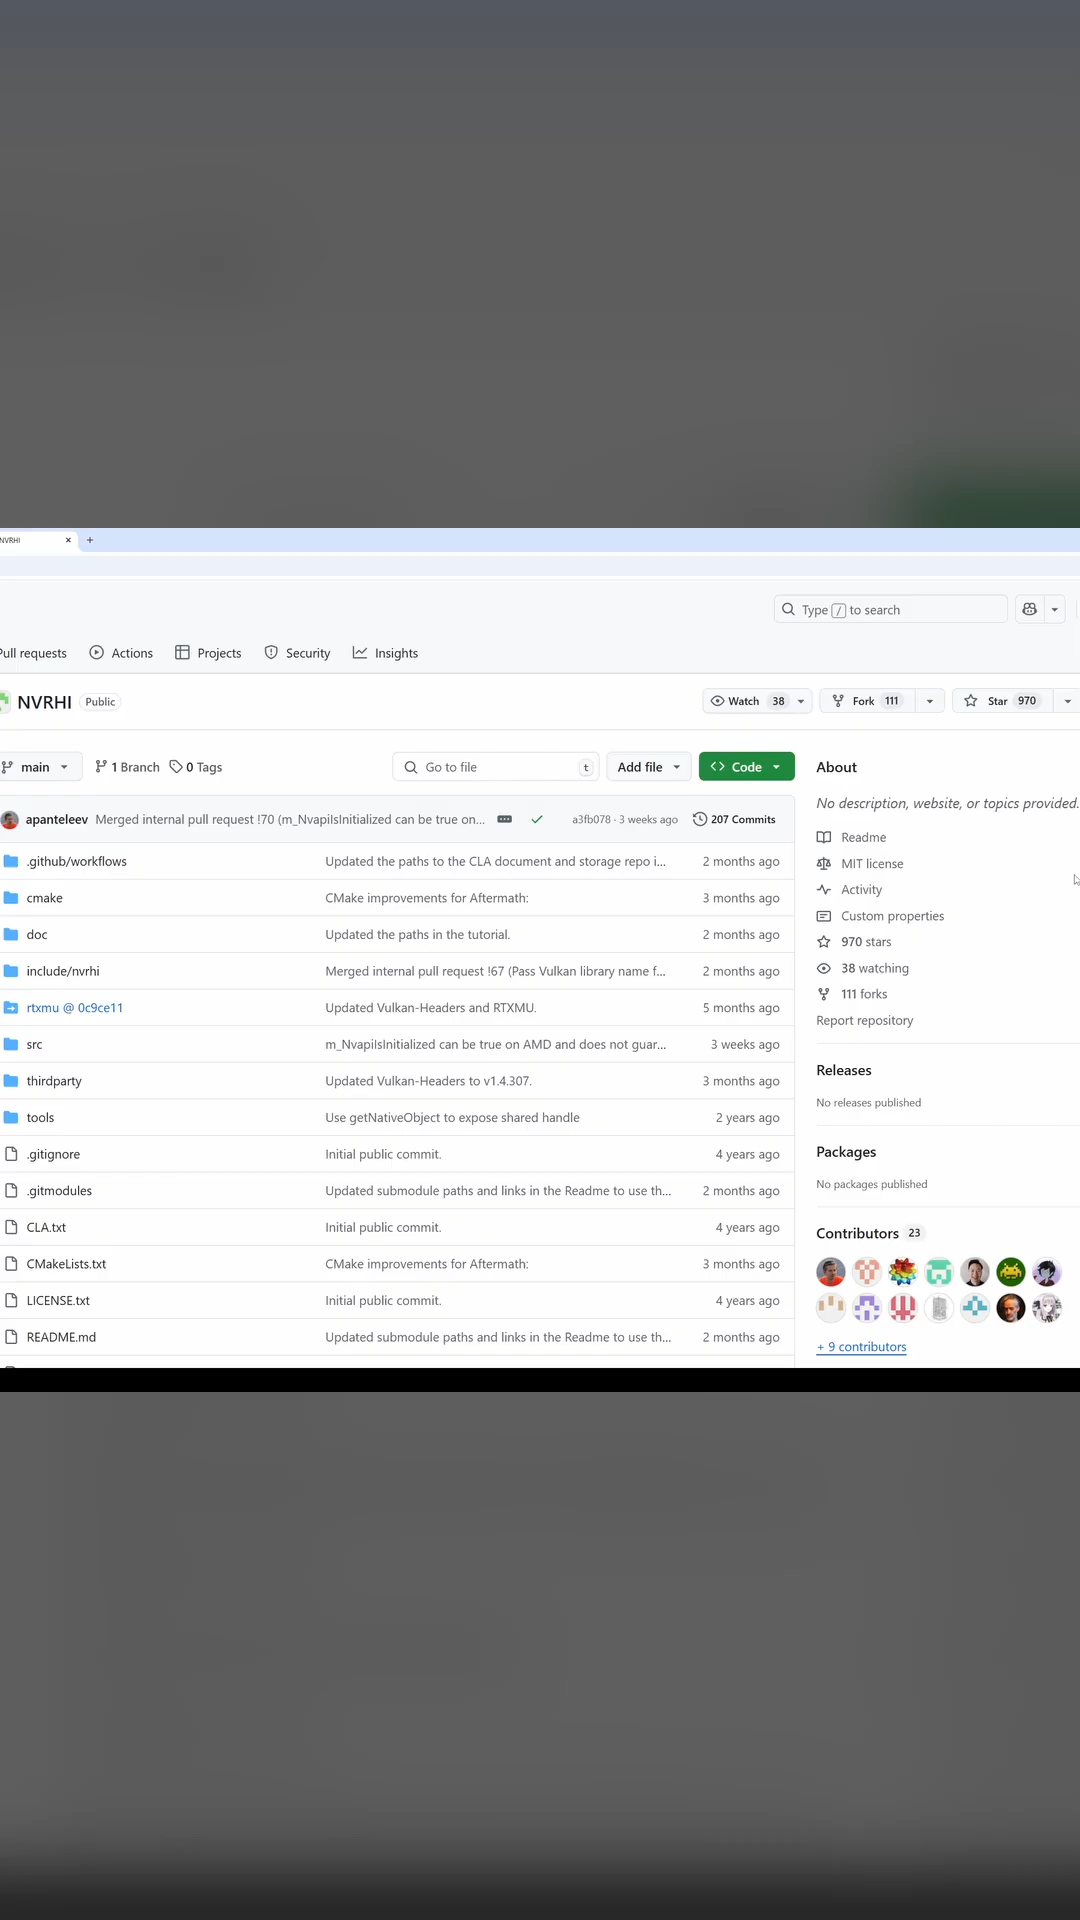 NVRHI
Type / to search
Pull requests Actions Projects Security Insights
NVRHI Public Watch 38 Fork 111 Star 970
main 1 Branch 0 Tags Go to file t Add file Code
apanteleev Merged internal pull request !70 (m_NvapiIsInitialized can be true on... a3fb078 · 3 weeks ago 207 Commits
.github/workflows Updated the paths to the CLA document and storage repo i... 2 months ago
cmake CMake improvements for Aftermath: 3 months ago
doc Updated the paths in the tutorial. 2 months ago
include/nvrhi Merged internal pull request !67 (Pass Vulkan library name f... 2 months ago
rtxmu @ 0c9ce11 Updated Vulkan-Headers and RTXMU. 5 months ago
src m_NvapiIsInitialized can be true on AMD and does not guar... 3 weeks ago
thirdparty Updated Vulkan-Headers to v1.4.307. 3 months ago
tools Use getNativeObject to expose shared handle 2 years ago
.gitignore Initial public commit. 4 years ago
.gitmodules Updated submodule paths and links in the Readme to use th... 2 months ago
CLA.txt Initial public commit. 4 years ago
CMakeLists.txt CMake improvements for Aftermath: 3 months ago
LICENSE.txt Initial public commit. 4 years ago
README.md Updated submodule paths and links in the Readme to use th... 2 months ago
About
No description, website, or topics provided.
Readme
MIT license
Activity
Custom properties
970 stars
38 watching
111 forks
Report repository
Releases
No releases published
Packages
No packages published
Contributors 23
+ 9 contributors